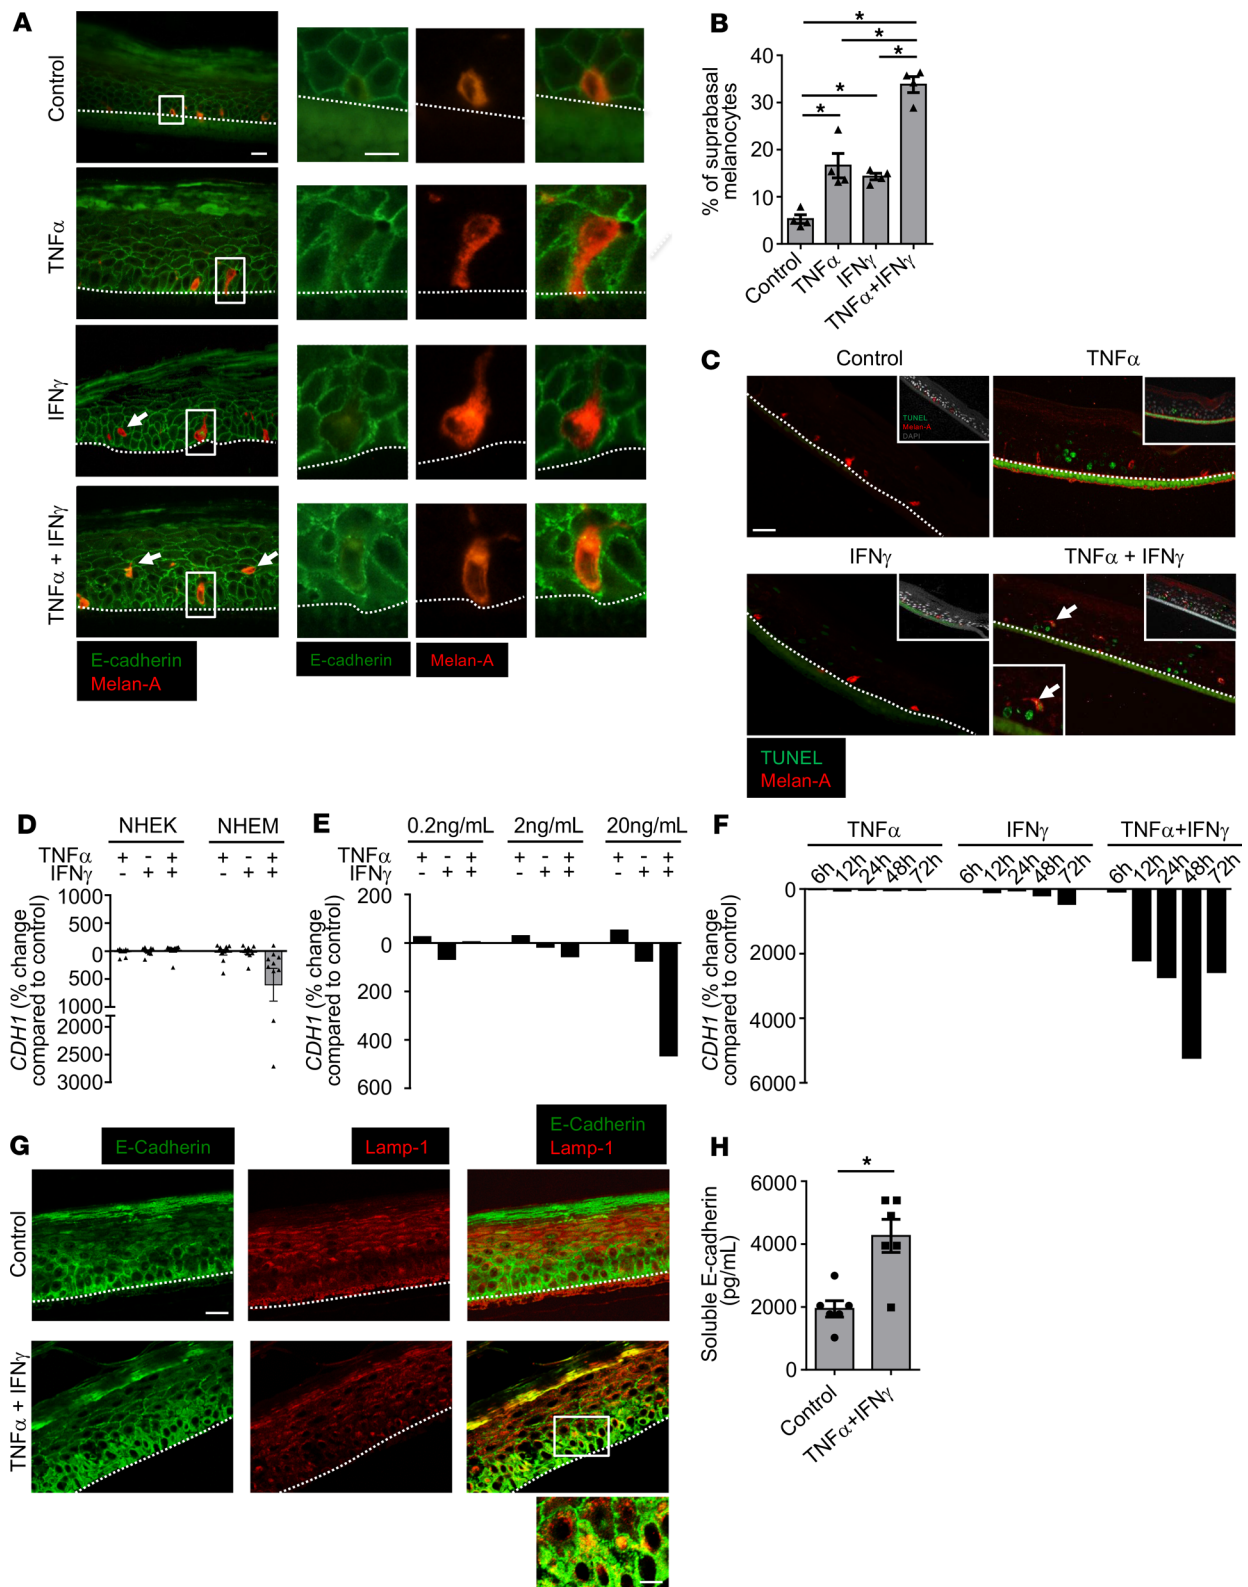 A
Control
TNFα
IFNγ
TNFα + IFNγ
E-cadherin
Melan-A
E-cadherin
Melan-A
B
% of suprabasal
melanocytes
40
30
20
10
0
*
*
*
*
*
Control
TNFα
IFNγ
TNFα+IFNγ
C
Control
TNFα
TUNEL
Melan-A
DAPI
IFNγ
TNFα + IFNγ
TUNEL
Melan-A
D
NHEK
NHEM
TNFα + - + + - +
IFNγ - + + - + +
CDH1 (% change
compared to control)
1000
500
0
500
1000
2000
2500
3000
E
0.2ng/mL
2ng/mL
20ng/mL
TNFα + - + + - + + - +
IFNγ - + + - + + - + +
CDH1 (% change
compared to control)
200
0
200
400
600
F
TNFα
IFNγ
TNFα+IFNγ
6h 12h 24h 48h 72h
6h 12h 24h 48h 72h
6h 12h 24h 48h 72h
CDH1 (% change
compared to control)
0
2000
4000
6000
G
E-Cadherin
Lamp-1
E-Cadherin
Lamp-1
Control
TNFα + IFNγ
H
Soluble E-cadherin
(pg/mL)
6000
4000
2000
0
*
Control
TNFα+IFNγ